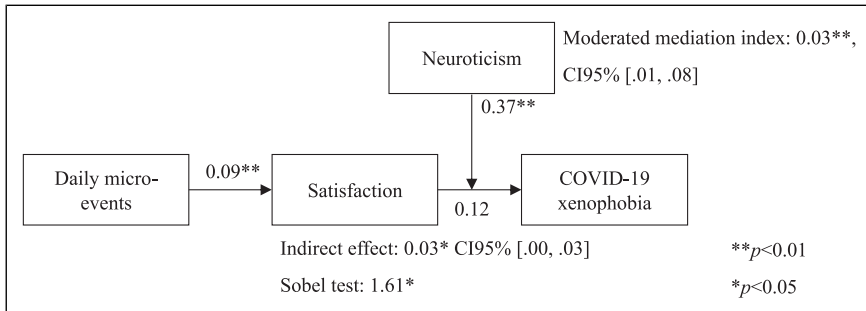 Neuroticism
Moderated mediation index: 0.03**,
CI95% [.01, .08]
0.37**
Daily micro-
events
0.09**
Satisfaction
0.12
COVID-19
xenophobia
Indirect effect: 0.03* CI95% [.00, .03]
**p<0.01
Sobel test: 1.61*
*p<0.05